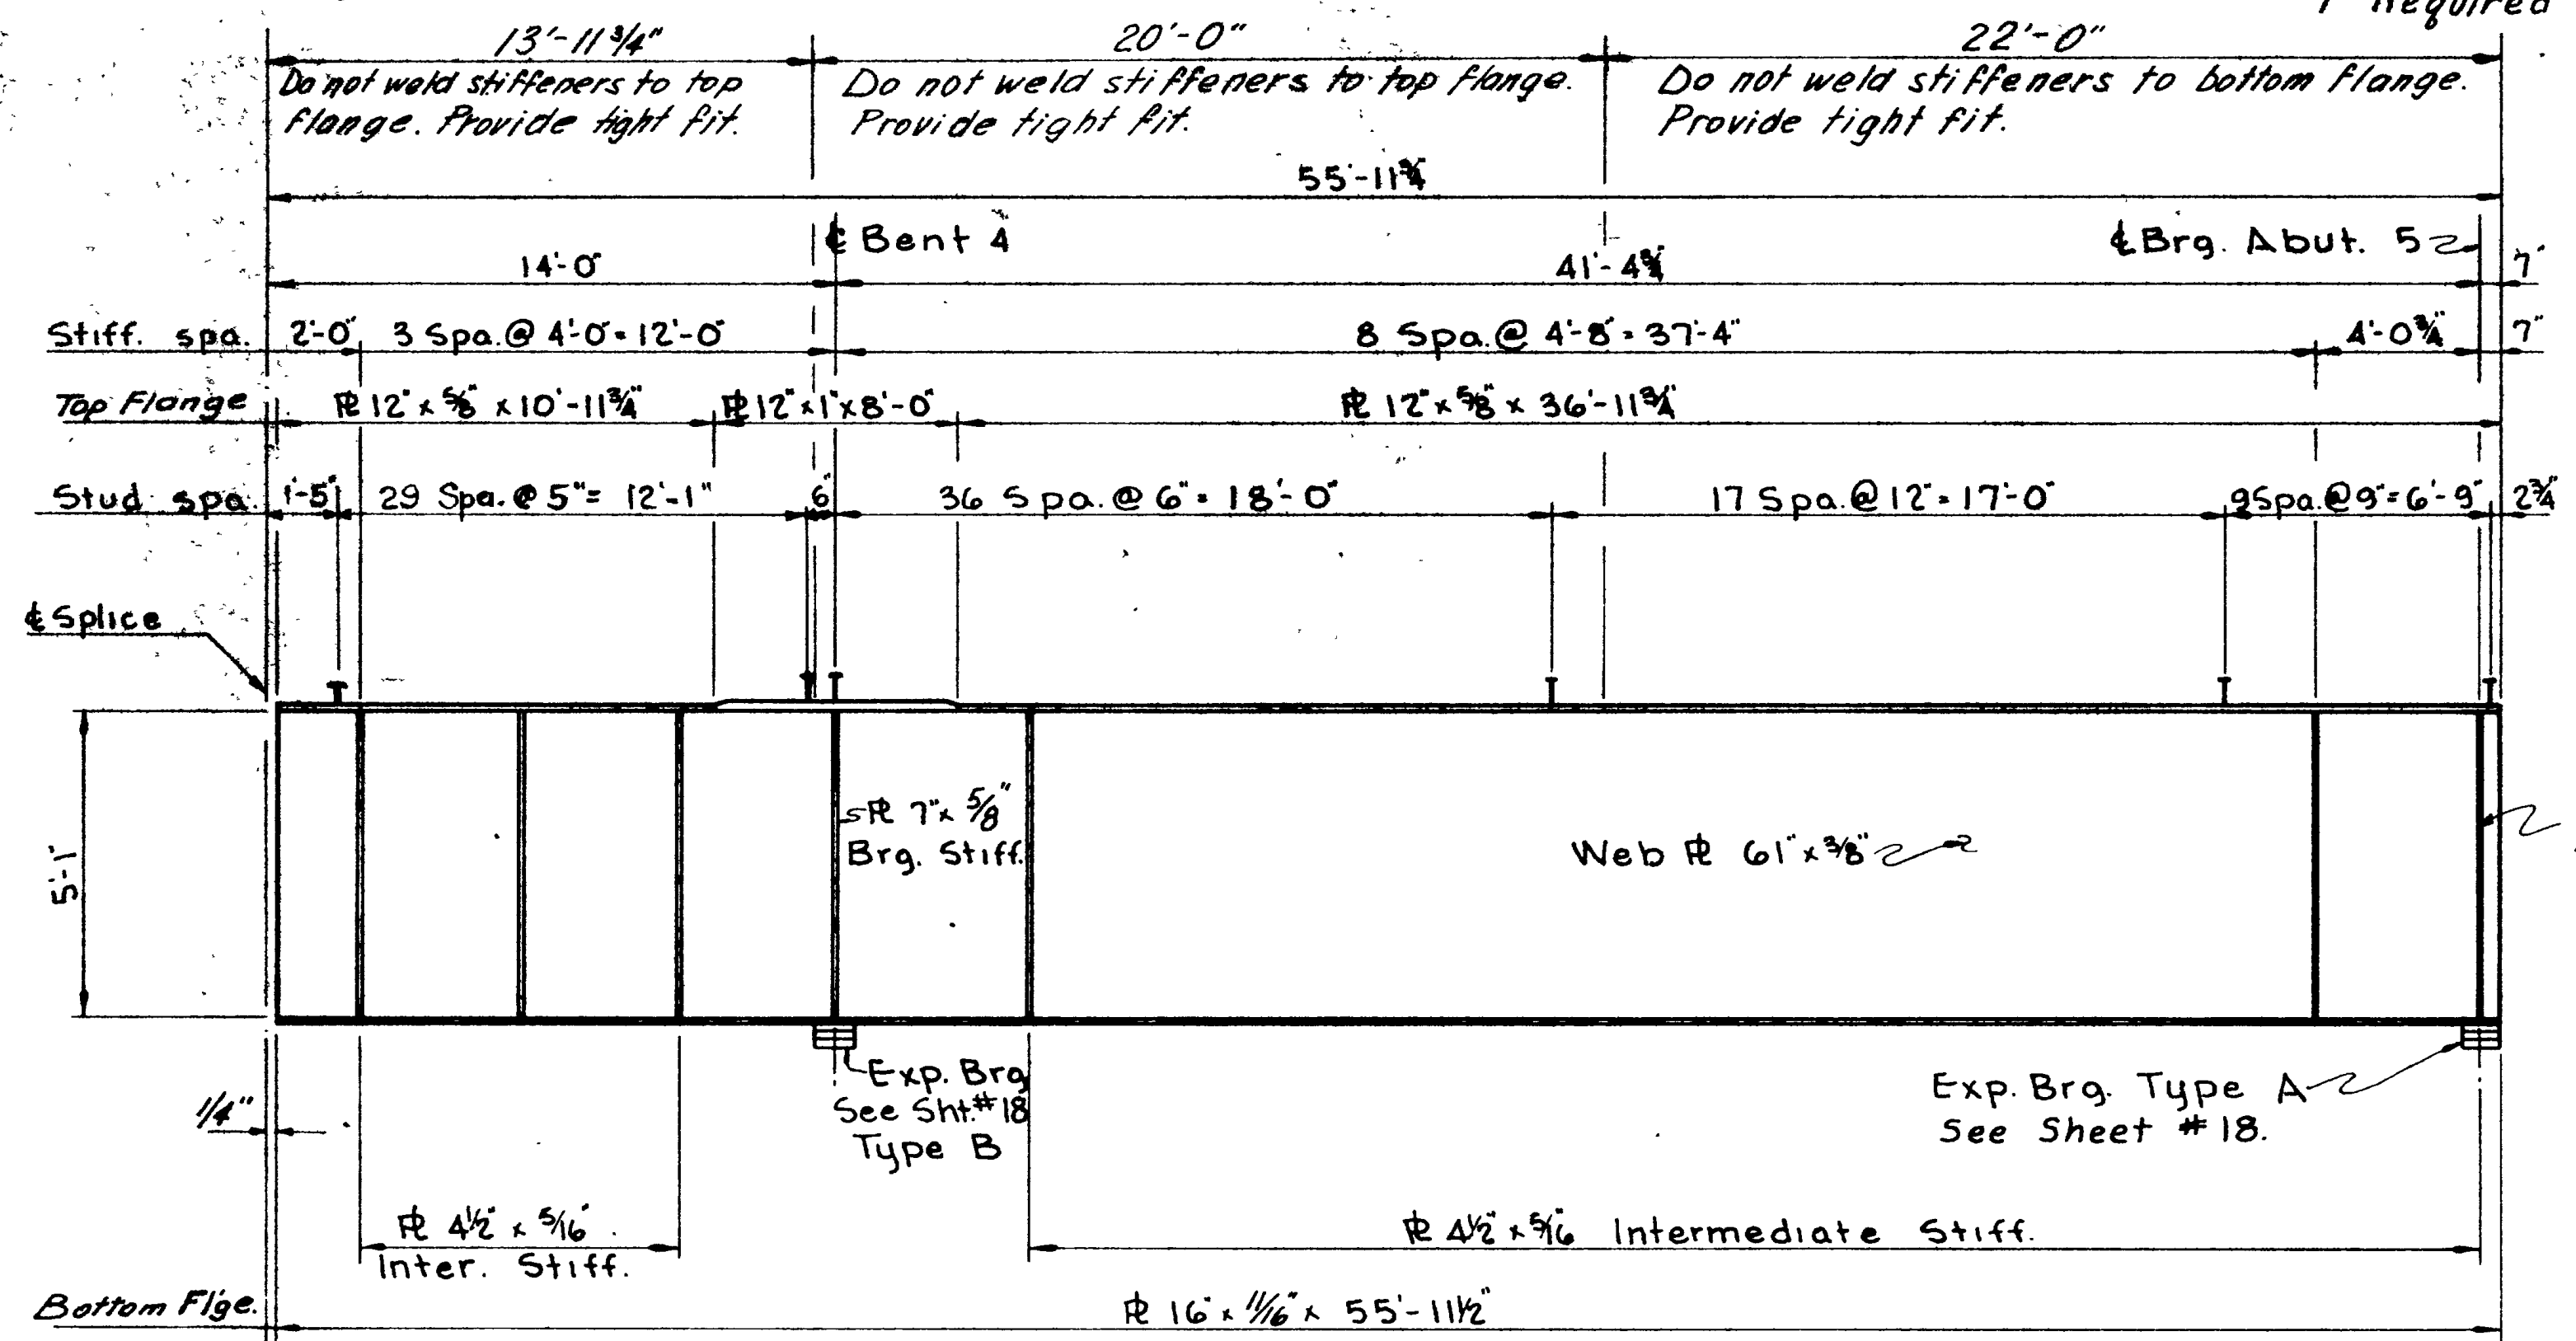 1 Required
13'-11 3/4" 20'-0" 22'-0"
Do not weld stiffeners to top
flange. Provide tight fit.
Do not weld stiffeners to top flange.
Provide tight fit.
Do not weld stiffeners to bottom flange.
Provide tight fit.
55'-11 3/4"
℄ Bent 4
℄ Brg. Abut. 5
14'-0" 41'-4 3/4" 7"
Stiff. spa. 2'-0" 3 Spa. @ 4'-0" = 12'-0" 8 Spa. @ 4'-8" = 37'-4" 4'-0 3/4" 7"
Top Flange ⅊ 12" x 5/8" x 10'-11 3/4" ⅊ 12" x 1" x 8'-0" ⅊ 12" x 5/8" x 36'-11 3/4"
Stud spa. 1'-5" 29 Spa. @ 5" = 12'-1" 6" 36 Spa. @ 6" = 18'-0" 17 Spa. @ 12" = 17'-0" 9 Spa. @ 9" = 6'-9" 2 3/4"
℄ Splice
5'-1"
⅊ 7" x 5/8"
Brg. Stiff.
Web ⅊ 61" x 3/8"
Exp. Brg
See Sht. #18
Type B
Exp. Brg. Type A
See Sheet #18.
1/4"
⅊ 4 1/2" x 5/16"
Inter. Stiff.
⅊ 4 1/2" x 5/16" Intermediate Stiff.
Bottom Flge. ⅊ 16" x 11/16" x 55'-11 1/2"